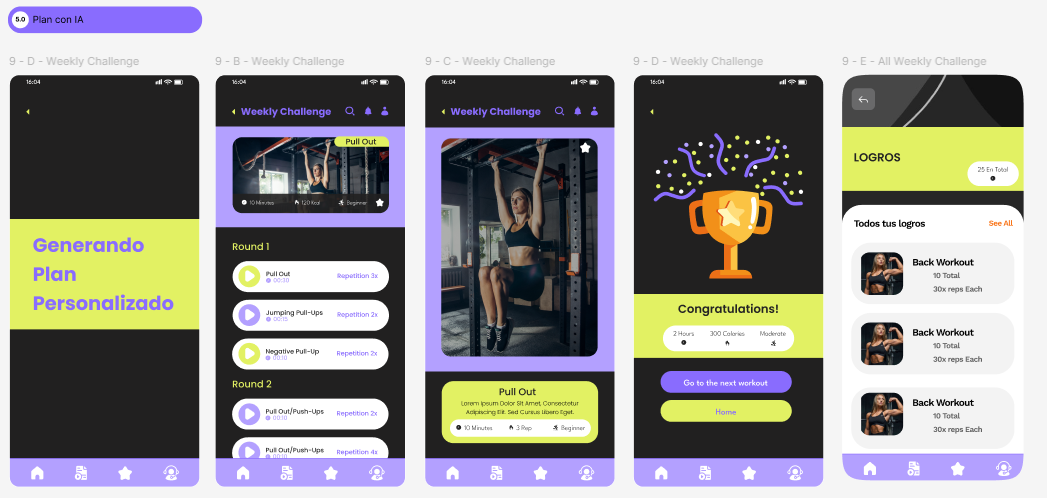 5.0 Plan con IA
9 - D - Weekly Challenge
16:04
Generando
Plan
Personalizado
9 - B - Weekly Challenge
16:04
Weekly Challenge
Pull Out
10 Minutes
120 Kcal
Beginner
Round 1
Pull Out
00:30
Repetition 3x
Jumping Pull-Ups
00:15
Repetition 2x
Negative Pull-Up
00:10
Repetition 2x
Round 2
Pull Out/Push-Ups
00:10
Repetition 2x
Pull Out/Push-Ups
00:10
Repetition 4x
9 - C - Weekly Challenge
16:04
Weekly Challenge
Pull Out
Lorem Ipsum Dolor Sit Amet, Consectetur
Adipiscing Elit. Sed Cursus Libero Eget.
10 Minutes
3 Rep
Beginner
9 - D - Weekly Challenge
16:04
Congratulations!
2 Hours
300 Calories
Moderate
Go to the next workout
Home
9 - E - All Weekly Challenge
LOGROS
25 En Total
Todos tus logros
See All
Back Workout
10 Total
30x reps Each
Back Workout
10 Total
30x reps Each
Back Workout
10 Total
30x reps Each